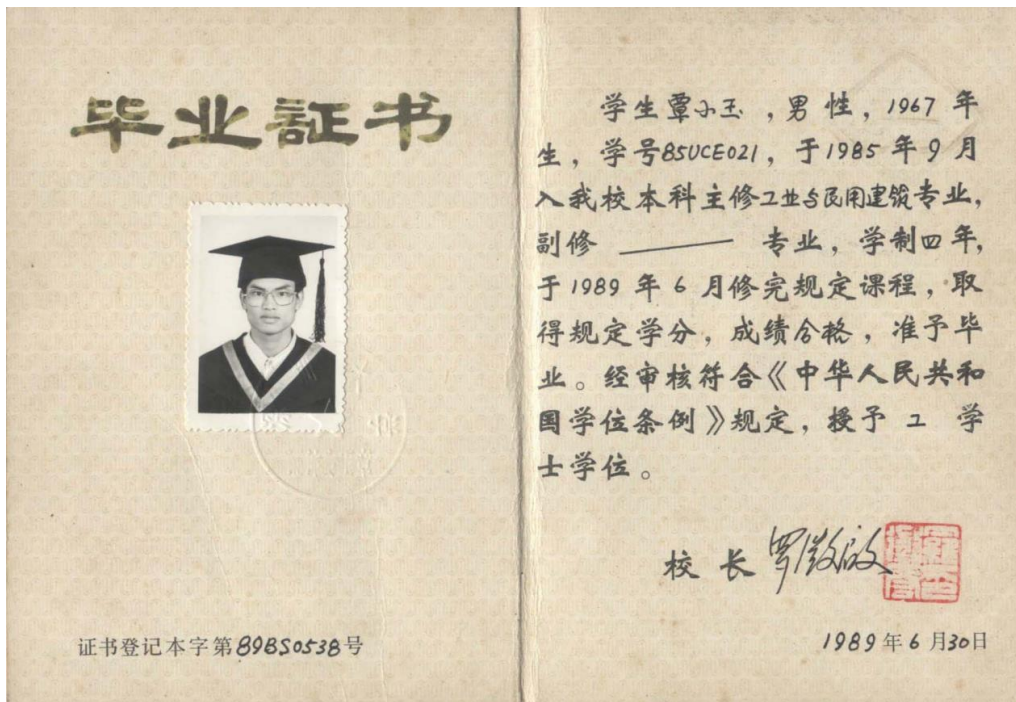 毕业証书
证书登记本字第89BS0538号
学生覃小玉，男性，1967年
生，学号85UCE021，于1985年9月
入我校本科主修工业与民用建筑专业，
副修 ——— 专业，学制四年，
于1989年6月修完规定课程，取
得规定学分，成绩合格，准予毕
业。经审核符合《中华人民共和
国学位条例》规定，授予 工 学
士学位。
校长 罗徵启
1989年6月30日